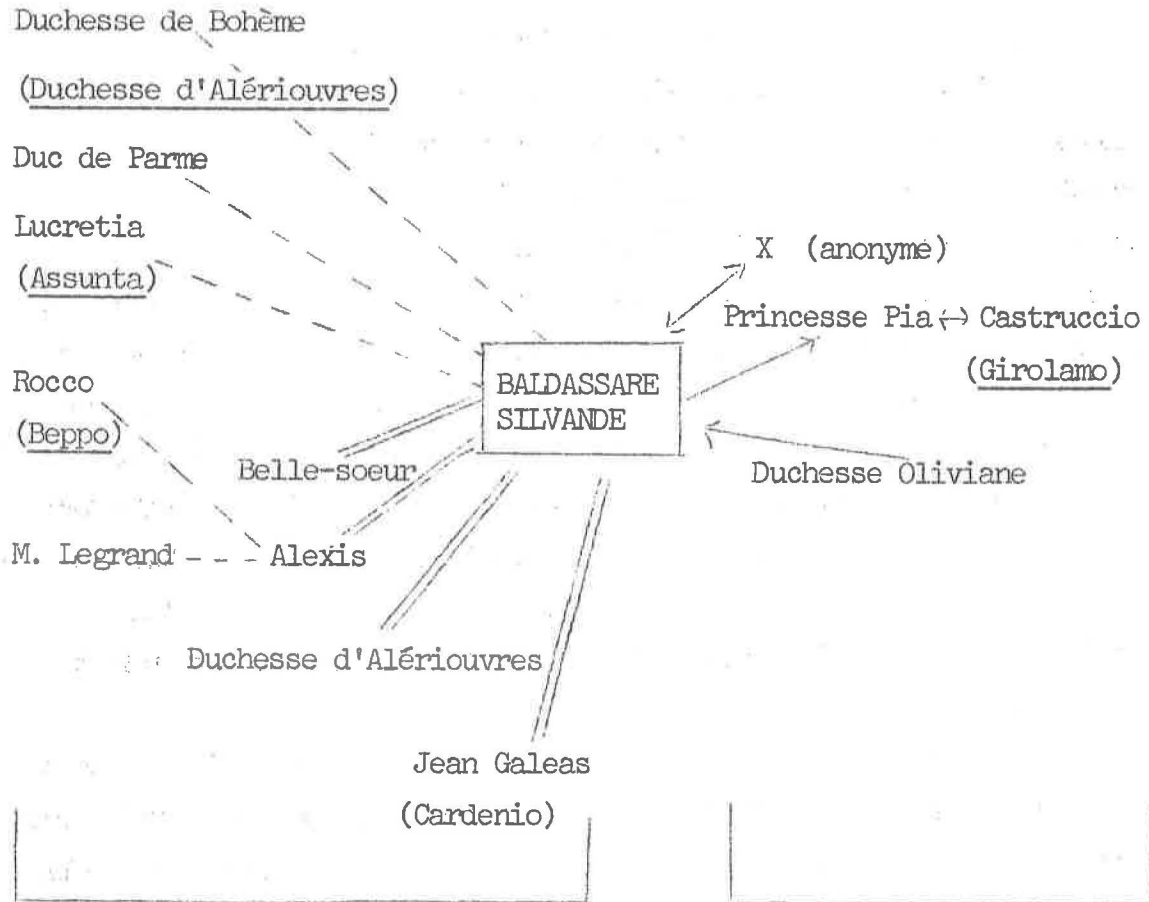 Duchesse de Bohème
(Duchesse d'Alériouvres)
Duc de Parme
Lucretia
(Assunta)
X (anonyme)
Princesse Pia ↔ Castruccio
(Girolamo)
BALDASSARE
SILVANDE
Rocco
(Beppo)
Belle-soeur
Duchesse Oliviane
M. Legrand --- Alexis
Duchesse d'Alériouvres
Jean Galeas
(Cardenio)